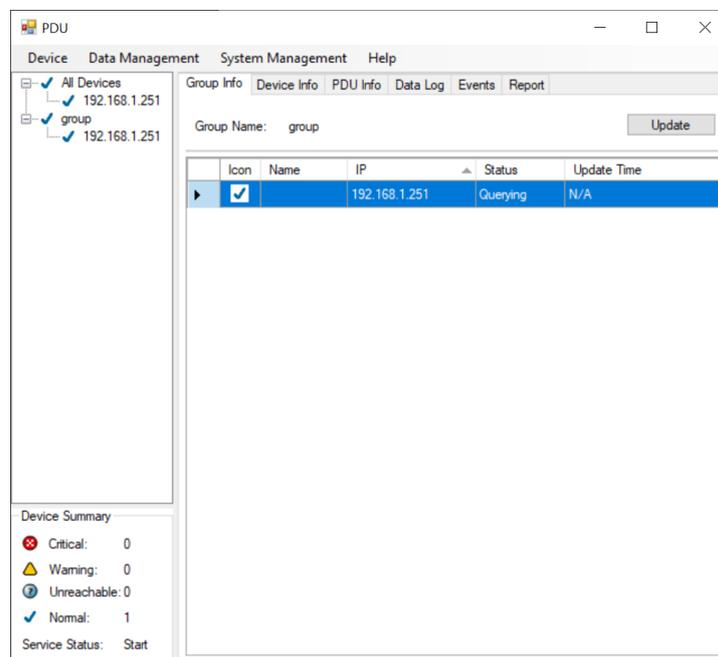 PDU
Device Data Management System Management Help
All Devices
192.168.1.251
group
192.168.1.251
Group Info Device Info PDU Info Data Log Events Report
Group Name: group Update
Icon Name IP Status Update Time
192.168.1.251 Querying N/A
Device Summary
Critical: 0
Warning: 0
Unreachable: 0
Normal: 1
Service Status: Start